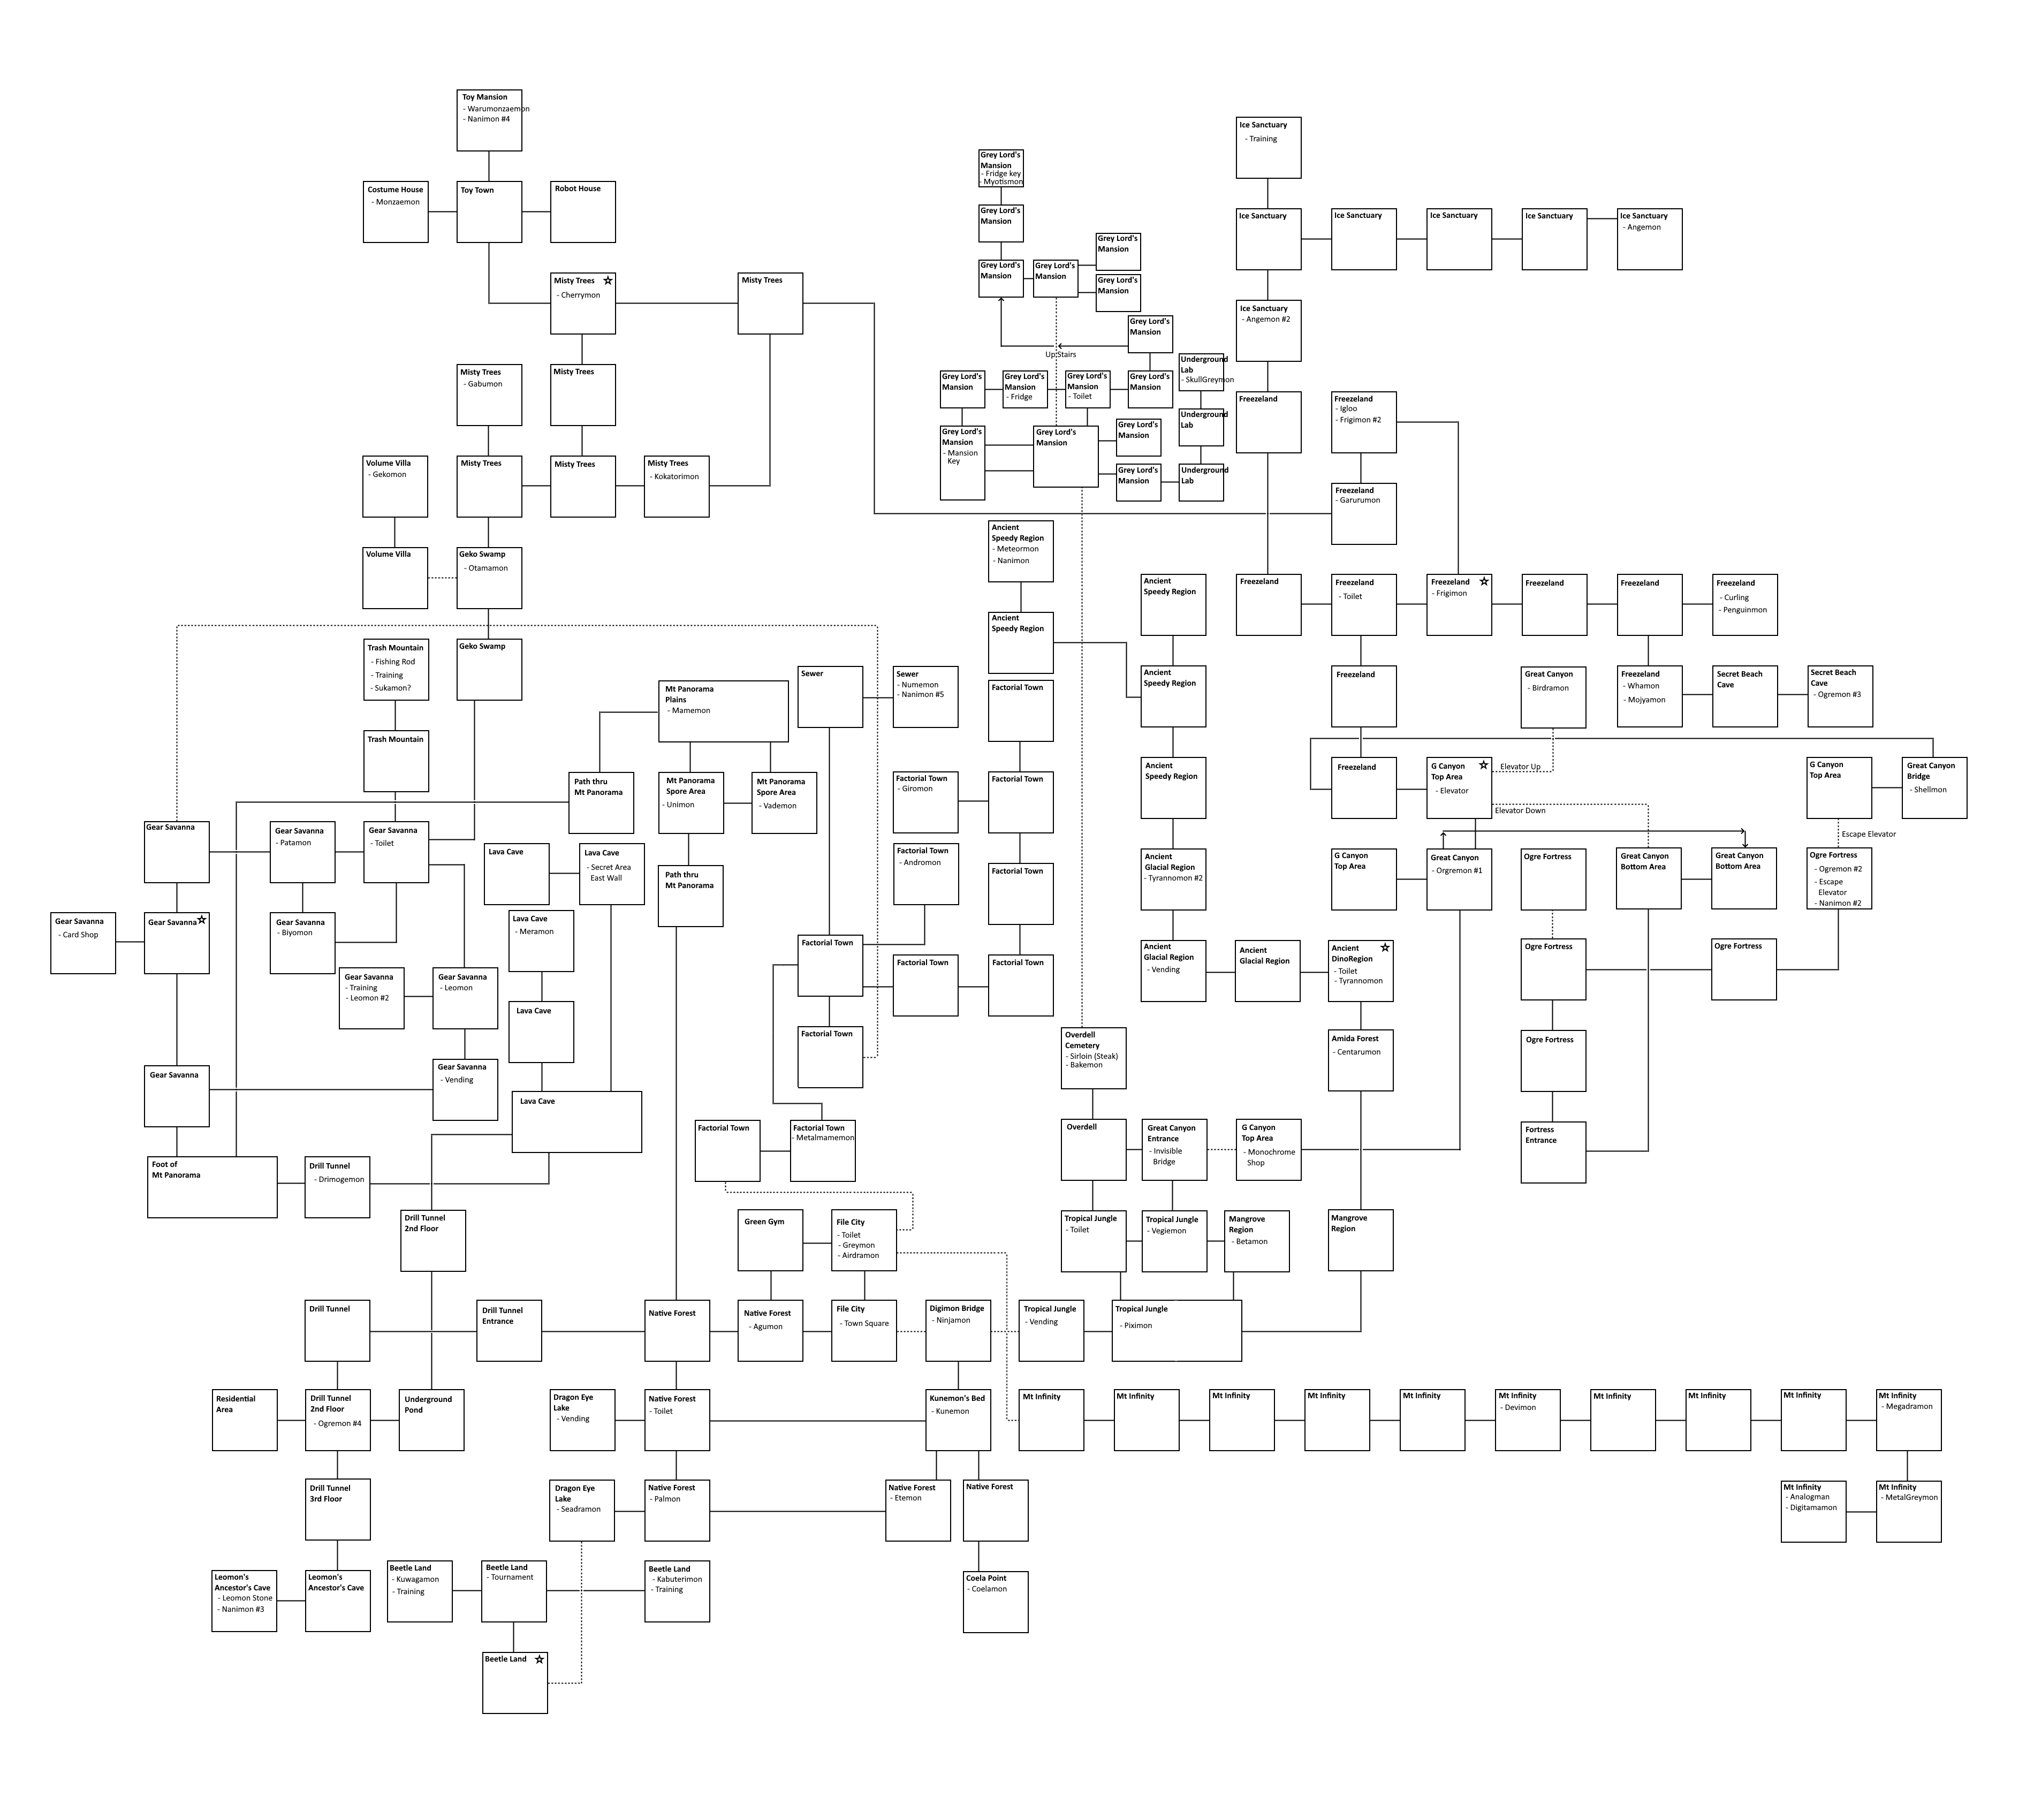 Toy Mansion
- Warumonzaemon
- Nanimon #4
Costume House
- Monzaemon
Toy Town
Robot House
Misty Trees
- Cherrymon
Misty Trees
Misty Trees
- Gabumon
Misty Trees
Volume Villa
- Gekomon
Misty Trees
Misty Trees
Misty Trees
- Kokatorimon
Volume Villa
Geko Swamp
- Otamamon
Trash Mountain
- Fishing Rod
- Training
- Sukamon?
Geko Swamp
Trash Mountain
Grey Lord's
Mansion
- Fridge key
- Myotismon
Grey Lord's
Mansion
Grey Lord's
Mansion
Grey Lord's
Mansion
Grey Lord's
Mansion
Grey Lord's
Mansion
Grey Lord's
Mansion
Up Stairs
Grey Lord's
Mansion
Grey Lord's
Mansion
- Fridge
Grey Lord's
Mansion
- Toilet
Grey Lord's
Mansion
Underground
Lab
- SkullGreymon
Grey Lord's
Mansion
- Mansion
Key
Grey Lord's
Mansion
Grey Lord's
Mansion
Underground
Lab
Grey Lord's
Mansion
Underground
Lab
Ice Sanctuary
- Training
Ice Sanctuary
Ice Sanctuary
Ice Sanctuary
Ice Sanctuary
Ice Sanctuary
- Angemon
Ice Sanctuary
- Angemon #2
Freezeland
Freezeland
- Igloo
- Frigimon #2
Freezeland
- Garurumon
Freezeland
Freezeland
- Toilet
Freezeland
- Frigimon
Freezeland
Freezeland
Freezeland
- Curling
- Penguinmon
Freezeland
Great Canyon
- Birdramon
Freezeland
- Whamon
- Mojyamon
Secret Beach
Cave
Secret Beach
Cave
- Ogremon #3
Freezeland
G Canyon
Top Area
- Elevator
Elevator Up
Elevator Down
G Canyon
Top Area
Great Canyon
Bridge
- Shellmon
Escape Elevator
G Canyon
Top Area
Great Canyon
- Orgremon #1
Ogre Fortress
Great Canyon
Bottom Area
Great Canyon
Bottom Area
Ogre Fortress
- Ogremon #2
- Escape
Elevator
- Nanimon #2
Ogre Fortress
Ogre Fortress
Ogre Fortress
Fortress
Entrance
Ancient
Speedy Region
- Meteormon
- Nanimon
Ancient
Speedy Region
Ancient
Speedy Region
Ancient
Speedy Region
Ancient
Speedy Region
Ancient
Glacial Region
- Tyrannomon #2
Ancient
Glacial Region
- Vending
Ancient
Glacial Region
Ancient
DinoRegion
- Toilet
- Tyrannomon
Amida Forest
- Centarumon
Sewer
Sewer
- Numemon
- Nanimon #5
Factorial Town
Factorial Town
- Giromon
Factorial Town
Factorial Town
- Andromon
Factorial Town
Factorial Town
Factorial Town
Factorial Town
Factorial Town
Factorial Town
Factorial Town
- Metalmamemon
Mt Panorama
Plains
- Mamemon
Path thru
Mt Panorama
Mt Panorama
Spore Area
- Unimon
Mt Panorama
Spore Area
- Vademon
Path thru
Mt Panorama
Gear Savanna
Gear Savanna
- Patamon
Gear Savanna
- Toilet
Lava Cave
Lava Cave
- Secret Area
East Wall
Gear Savanna
- Card Shop
Gear Savanna
Gear Savanna
- Biyomon
Lava Cave
- Meramon
Gear Savanna
- Training
- Leomon #2
Gear Savanna
- Leomon
Lava Cave
Gear Savanna
Gear Savanna
- Vending
Lava Cave
Foot of
Mt Panorama
Drill Tunnel
- Drimogemon
Drill Tunnel
2nd Floor
Overdell
Cemetery
- Sirloin (Steak)
- Bakemon
Overdell
Great Canyon
Entrance
- Invisible
Bridge
G Canyon
Top Area
- Monochrome
Shop
Green Gym
File City
- Toilet
- Greymon
- Airdramon
Tropical Jungle
- Toilet
Tropical Jungle
- Vegiemon
Mangrove
Region
- Betamon
Mangrove
Region
Drill Tunnel
Drill Tunnel
Entrance
Native Forest
Native Forest
- Agumon
File City
- Town Square
Digimon Bridge
- Ninjamon
Tropical Jungle
- Vending
Tropical Jungle
- Piximon
Residential
Area
Drill Tunnel
2nd Floor
- Ogremon #4
Underground
Pond
Dragon Eye
Lake
- Vending
Native Forest
- Toilet
Kunemon's Bed
- Kunemon
Mt Infinity
Mt Infinity
Mt Infinity
Mt Infinity
Mt Infinity
Mt Infinity
- Devimon
Mt Infinity
Mt Infinity
Mt Infinity
Mt Infinity
- Megadramon
Drill Tunnel
3rd Floor
Dragon Eye
Lake
- Seadramon
Native Forest
- Palmon
Native Forest
- Etemon
Native Forest
Mt Infinity
- Analogman
- Digitamamon
Mt Infinity
- MetalGreymon
Leomon's
Ancestor's Cave
- Leomon Stone
- Nanimon #3
Leomon's
Ancestor's Cave
Beetle Land
- Kuwagamon
- Training
Beetle Land
- Tournament
Beetle Land
- Kabuterimon
- Training
Coela Point
- Coelamon
Beetle Land